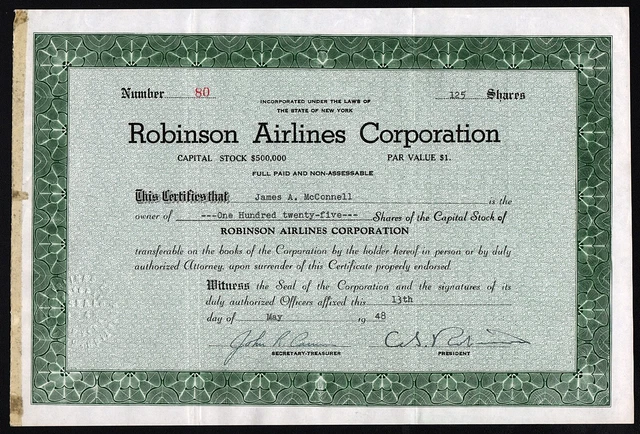 Number 80 125 Shares
INCORPORATED UNDER THE LAWS OF
THE STATE OF NEW YORK
Robinson Airlines Corporation
CAPITAL STOCK $500,000 PAR VALUE $1.
FULL PAID AND NON-ASSESSABLE
This Certifies that James A. McConnell is the
owner of ---One Hundred twenty-five--- Shares of the Capital Stock of
ROBINSON AIRLINES CORPORATION
transferable on the books of the Corporation by the holder hereof in person or by duly
authorized Attorney, upon surrender of this Certificate properly endorsed.
Witness the Seal of the Corporation and the signatures of its
duly authorized Officers affixed this 13th
day of May 19 48
John R.
SECRETARY-TREASURER PRESIDENT